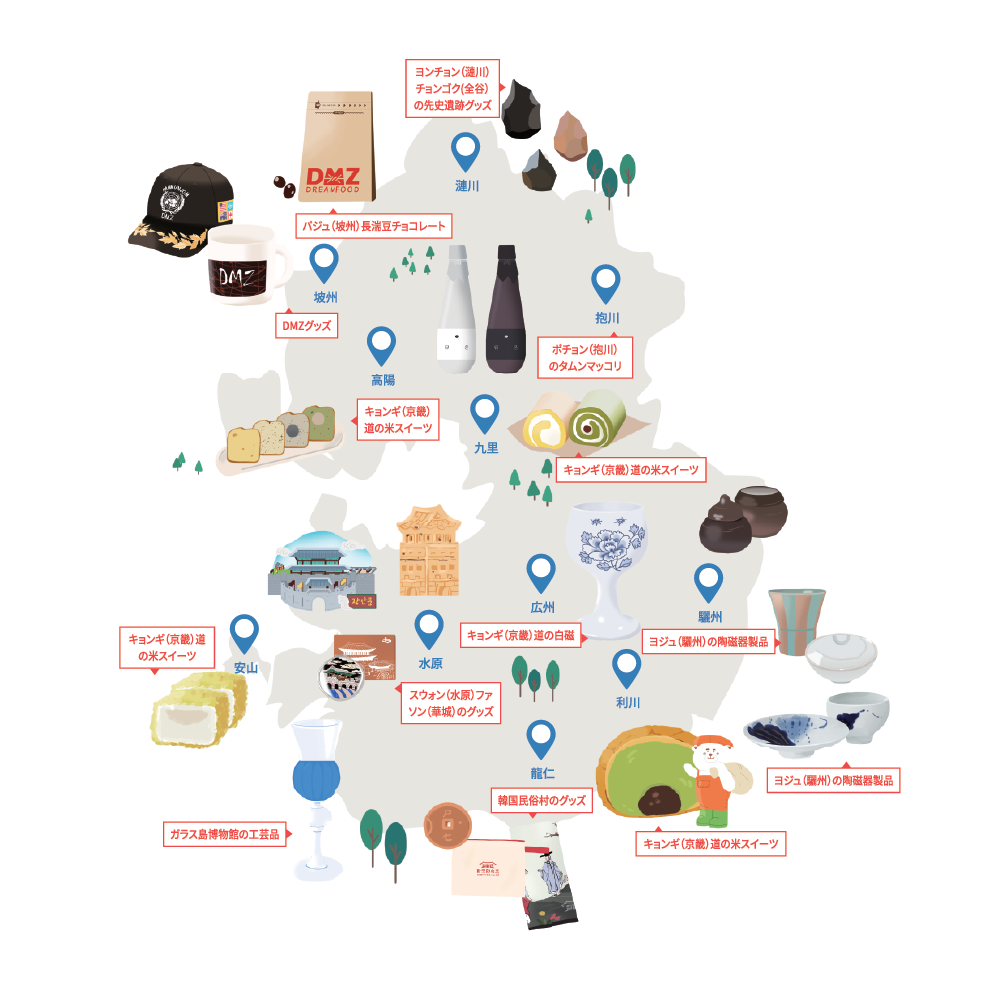 ヨンチョン（漣川）
チョンゴク(全谷)
の先史遺跡グッズ
漣川
DMZ
DREAMFOOD
パジュ（坡州）長湍豆チョコレート
DMZ
DMZ
坡州
DMZグッズ
抱川
ポチョン（抱川）
のタムンマッコリ
高陽
キョンギ（京畿）
道の米スイーツ
九里
キョンギ（京畿）道の米スイーツ
広州
キョンギ（京畿）道の白磁
驪州
ヨジュ（驪州）の陶磁器製品
キョンギ（京畿）道
の米スイーツ
安山
水原
スウォン（水原）ファ
ソン（華城）のグッズ
利川
ヨジュ（驪州）の陶磁器製品
龍仁
韓国民俗村のグッズ
ガラス島博物館の工芸品
キョンギ（京畿）道の米スイーツ